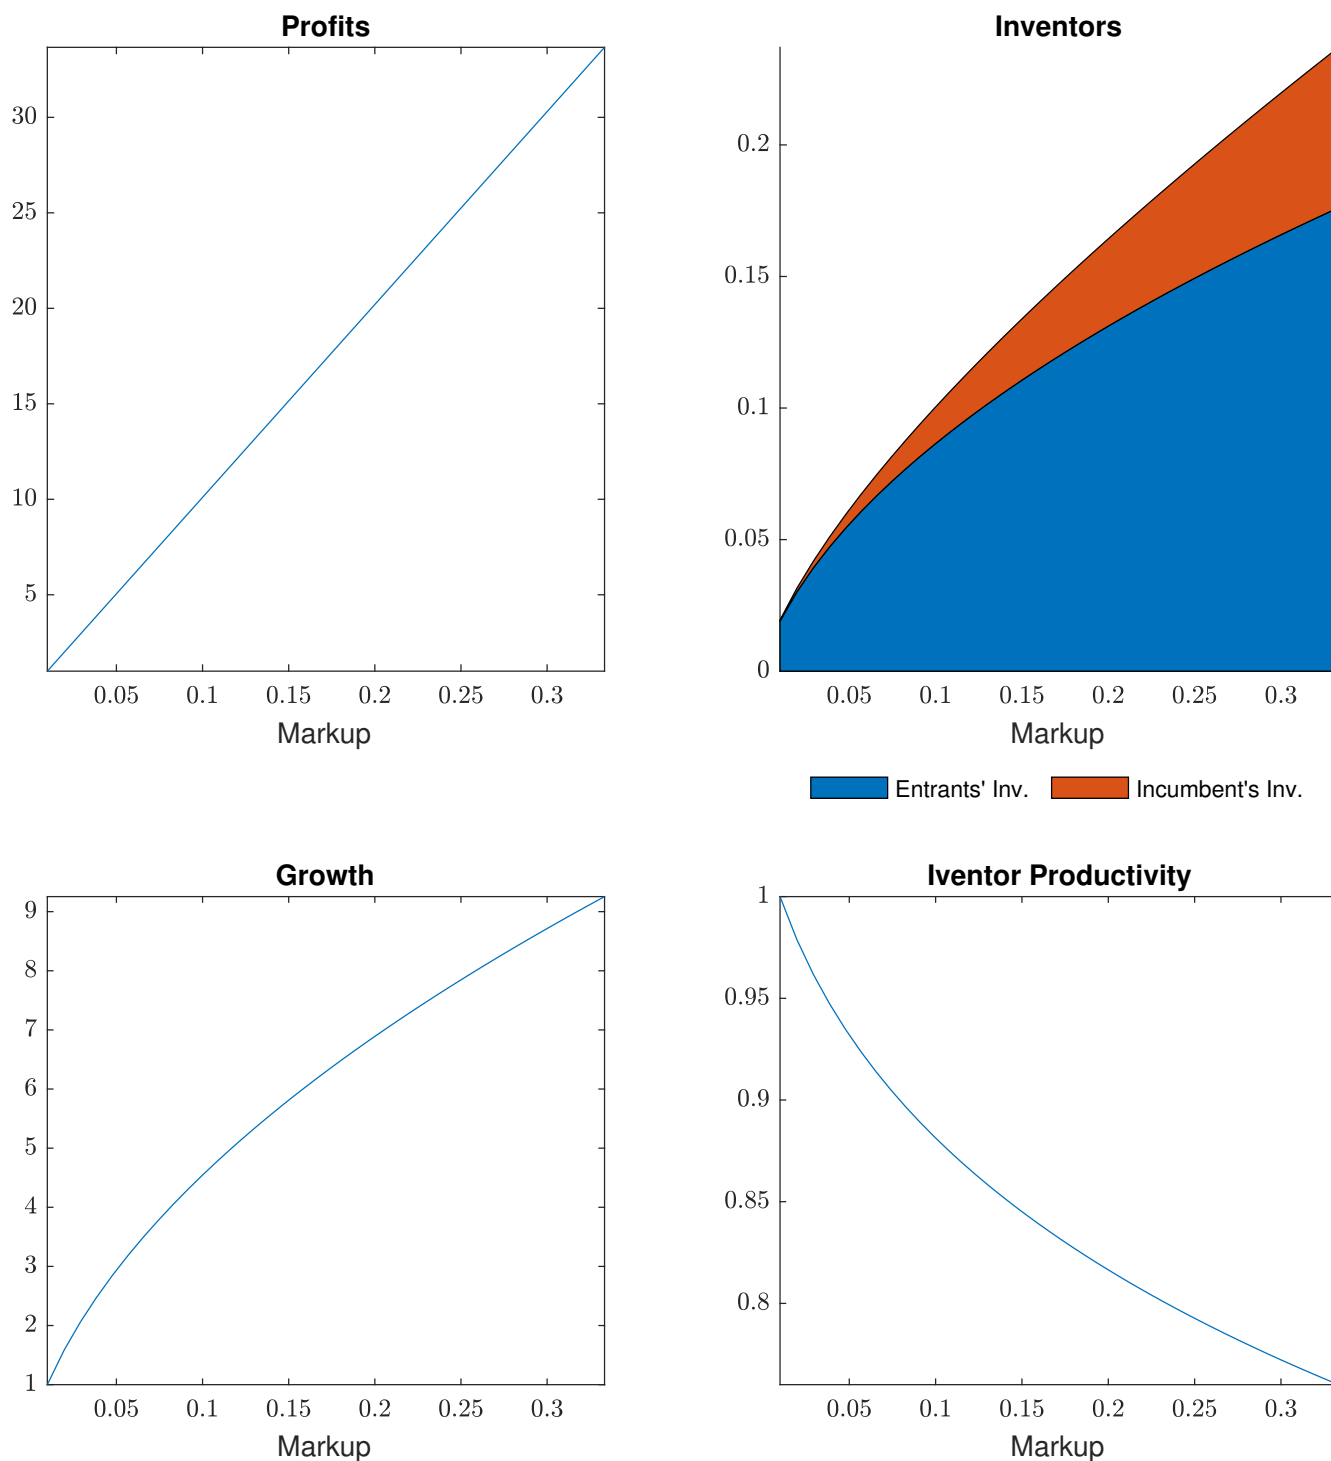 Profits
30
25
20
15
10
5
0.05 0.1 0.15 0.2 0.25 0.3
Markup
Inventors
0.2
0.15
0.1
0.05
0
0.05 0.1 0.15 0.2 0.25 0.3
Markup
Entrants' Inv. Incumbent's Inv.
Growth
9
8
7
6
5
4
3
2
1
0.05 0.1 0.15 0.2 0.25 0.3
Markup
Iventor Productivity
1
0.95
0.9
0.85
0.8
0.05 0.1 0.15 0.2 0.25 0.3
Markup